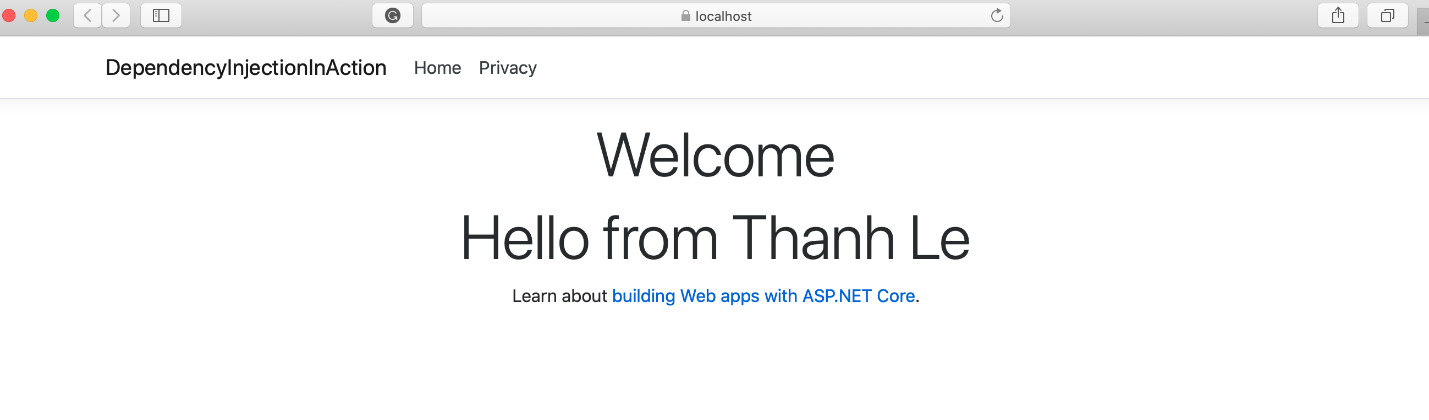 localhost
DependencyInjectionInAction Home Privacy
Welcome
Hello from Thanh Le
Learn about building Web apps with ASP.NET Core.